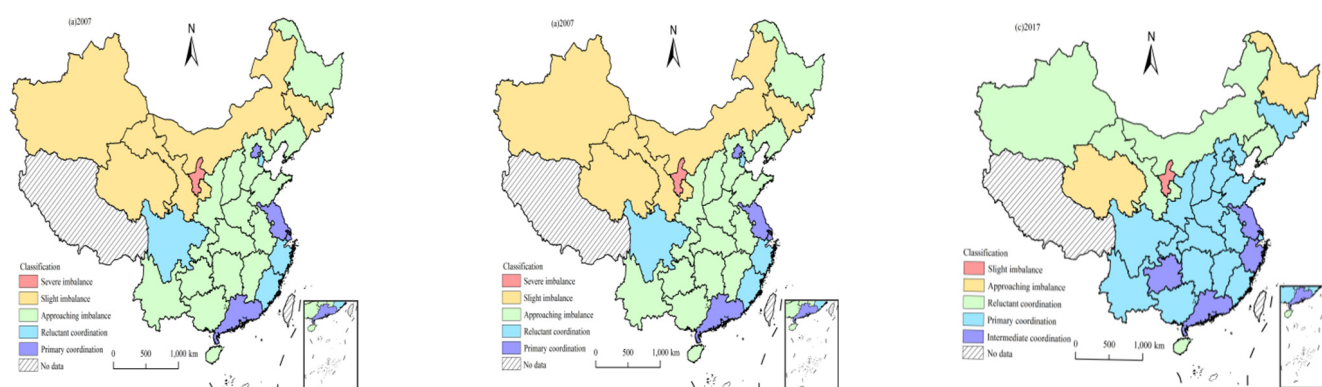 (a)2007
N
Classification
Severe imbalance
Slight imbalance
Approaching imbalance
Reluctant coordination
Primary coordination
No data
0 500 1,000 km
(a)2007
N
Classification
Severe imbalance
Slight imbalance
Approaching imbalance
Reluctant coordination
Primary coordination
No data
0 500 1,000 km
(c)2017
N
Classification
Slight imbalance
Approaching imbalance
Reluctant coordination
Primary coordination
Intermediate coordination
No data
0 500 1,000 km